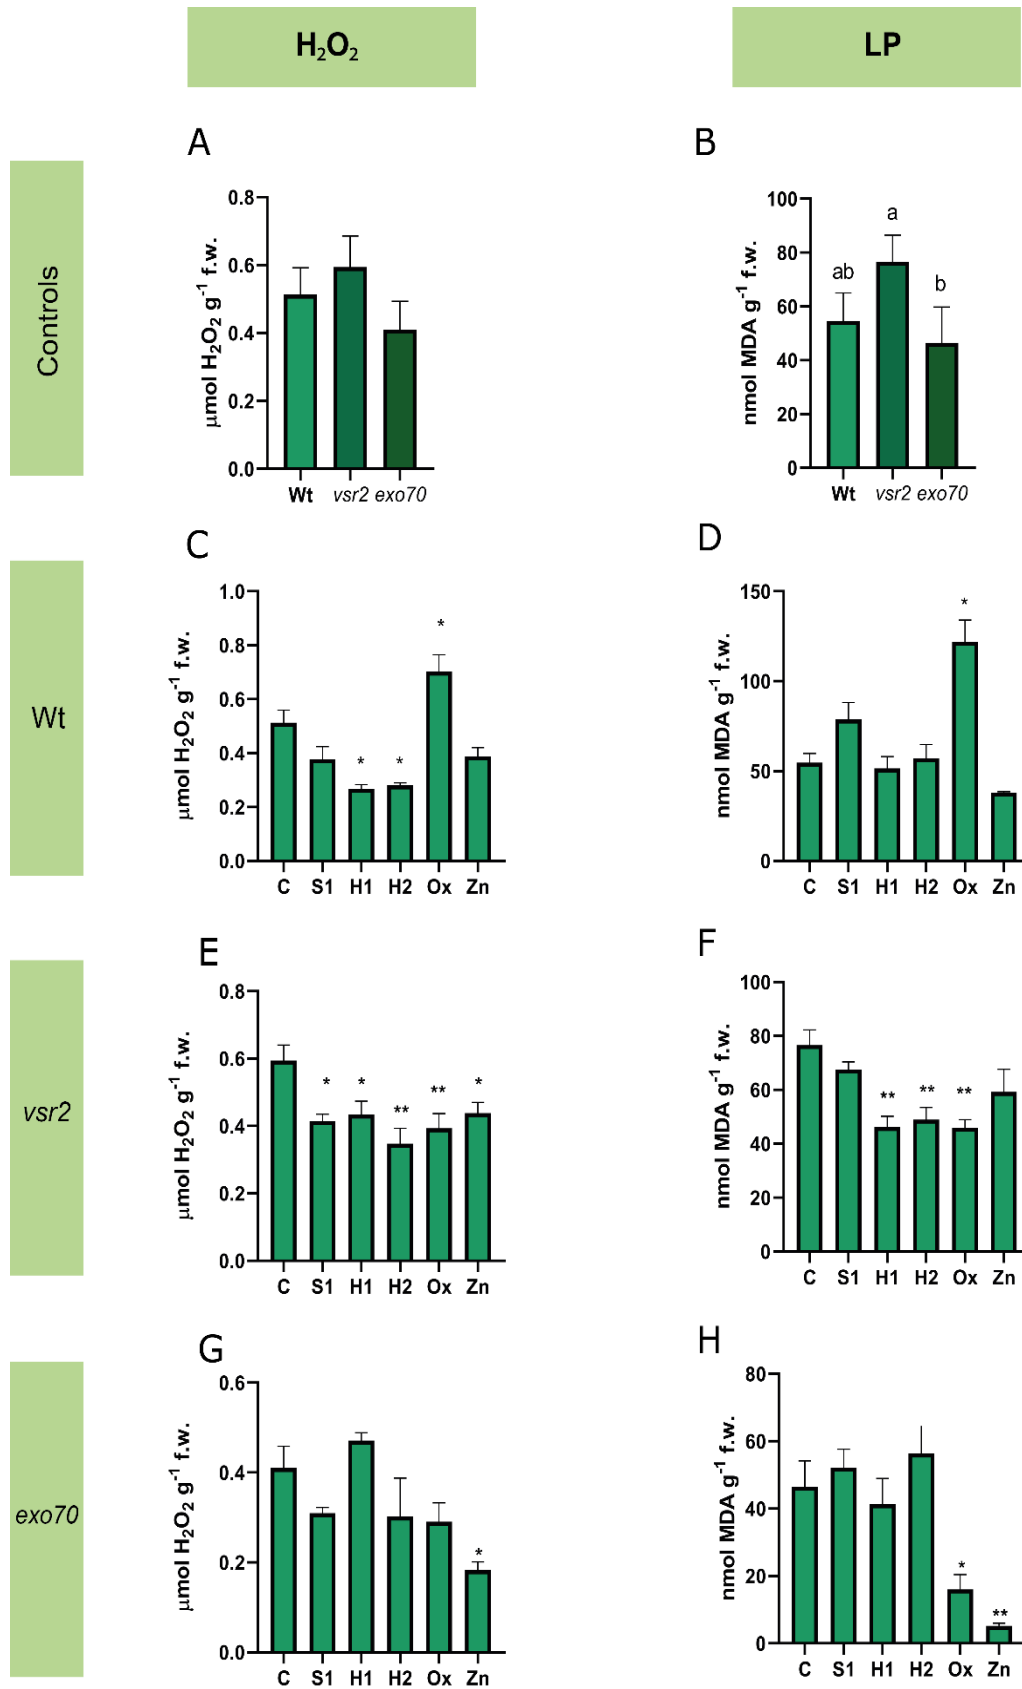 H₂O₂
LP
Controls
A
μmol H₂O₂ g⁻¹ f.w.
0.8
0.6
0.4
0.2
0.0
Wt vsr2 exo70
B
nmol MDA g⁻¹ f.w.
100
80
60
40
20
0
ab
a
b
Wt vsr2 exo70
Wt
C
μmol H₂O₂ g⁻¹ f.w.
1.0
0.8
0.6
0.4
0.2
0.0
* * *
C S1 H1 H2 Ox Zn
D
nmol MDA g⁻¹ f.w.
150
100
50
0
*
C S1 H1 H2 Ox Zn
vsr2
E
μmol H₂O₂ g⁻¹ f.w.
0.8
0.6
0.4
0.2
0.0
* * ** ** *
C S1 H1 H2 Ox Zn
F
nmol MDA g⁻¹ f.w.
100
80
60
40
20
0
** ** **
C S1 H1 H2 Ox Zn
exo70
G
μmol H₂O₂ g⁻¹ f.w.
0.6
0.4
0.2
0.0
*
C S1 H1 H2 Ox Zn
H
nmol MDA g⁻¹ f.w.
80
60
40
20
0
* **
C S1 H1 H2 Ox Zn